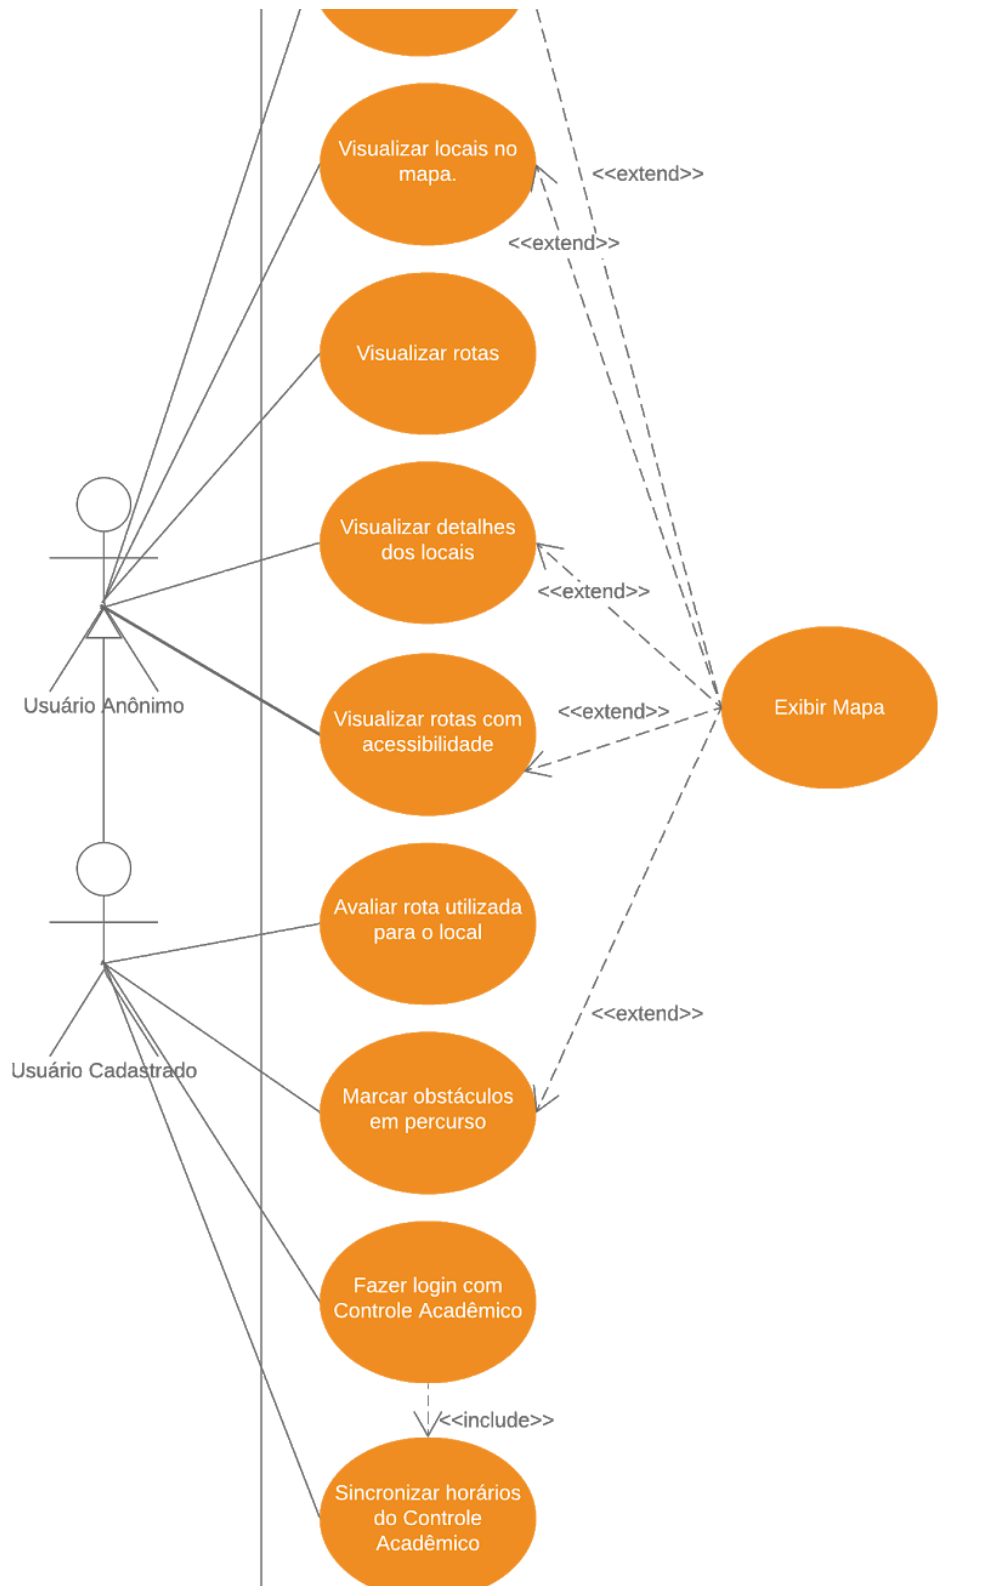 Visualizar locais no
mapa.
<<extend>>
<<extend>>
Visualizar rotas
Visualizar detalhes
dos locais
<<extend>>
Usuário Anônimo
Visualizar rotas com
acessibilidade
<<extend>>
Exibir Mapa
Avaliar rota utilizada
para o local
<<extend>>
Usuário Cadastrado
Marcar obstáculos
em percurso
Fazer login com
Controle Acadêmico
<<include>>
Sincronizar horários
do Controle
Acadêmico